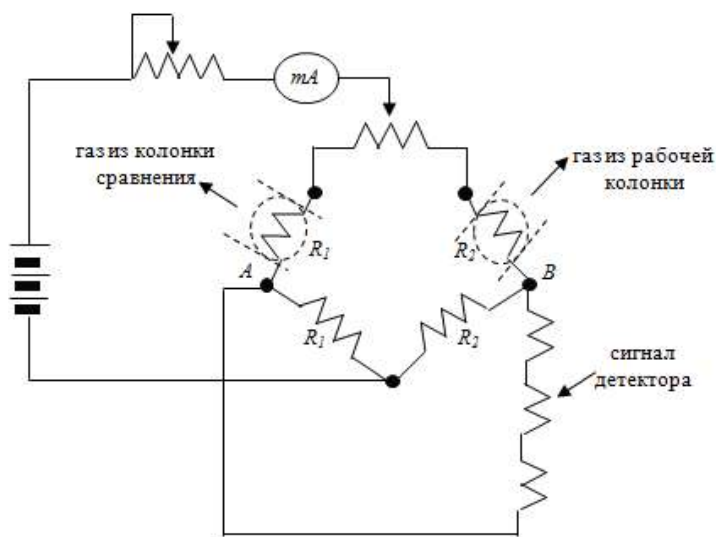 mA
газ из колонки
сравнения
газ из рабочей
колонки
R1
R2
A
B
R1
R2
сигнал
детектора